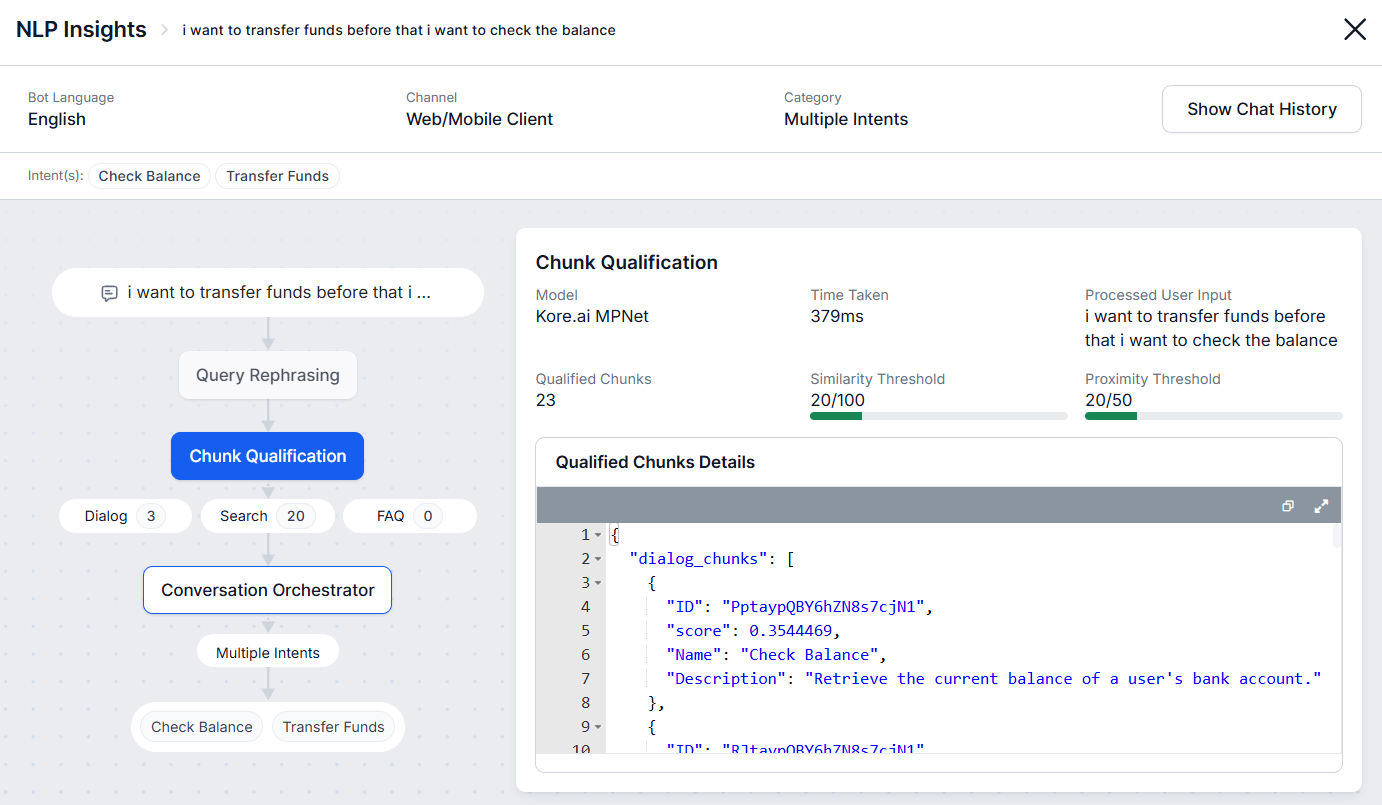 NLP Insights > i want to transfer funds before that i want to check the balance
Bot Language
English
Channel
Web/Mobile Client
Category
Multiple Intents
Show Chat History
Intent(s): Check Balance Transfer Funds
i want to transfer funds before that i ...
Query Rephrasing
Chunk Qualification
Dialog 3 Search 20 FAQ 0
Conversation Orchestrator
Multiple Intents
Check Balance Transfer Funds
Chunk Qualification
Model
Kore.ai MPNet
Time Taken
379ms
Processed User Input
i want to transfer funds before
that i want to check the balance
Qualified Chunks
23
Similarity Threshold
20/100
Proximity Threshold
20/50
Qualified Chunks Details
1 {
2 "dialog_chunks": [
3 {
4 "ID": "PptaypQBY6hZN8s7cjN1",
5 "score": 0.3544469,
6 "Name": "Check Balance",
7 "Description": "Retrieve the current balance of a user's bank account."
8 },
9 {
10 "ID": "RJtaypQBY6hZN8s7cjN1"